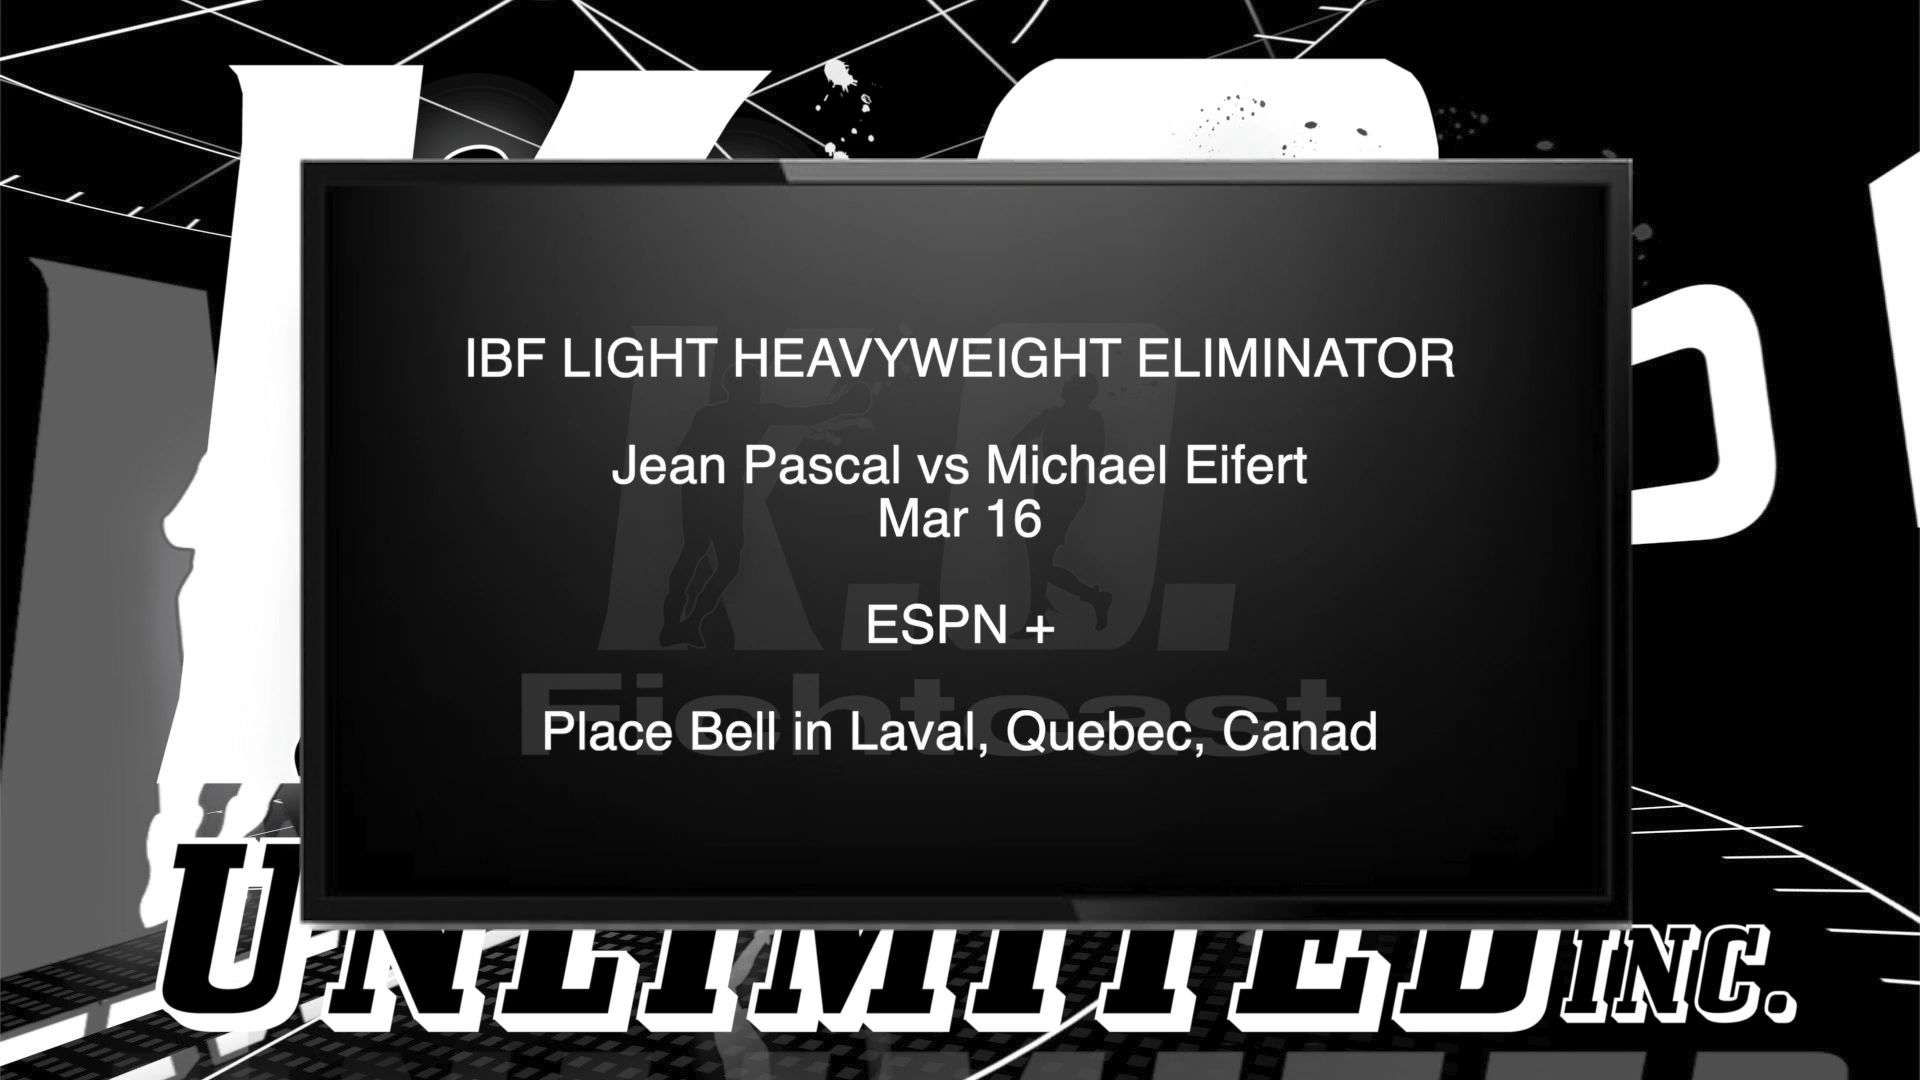 IBF LIGHT HEAVYWEIGHT ELIMINATOR
Jean Pascal vs Michael Eifert
Mar 16
ESPN +
Place Bell in Laval, Quebec, Canad
K.O.
Fightcast
UNLIMITED INC.